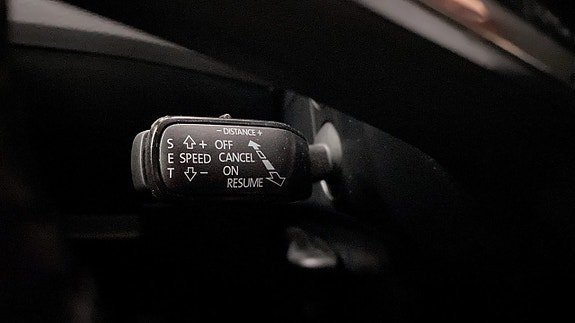 - DISTANCE +
S + OFF
E SPEED CANCEL
T - ON
RESUME